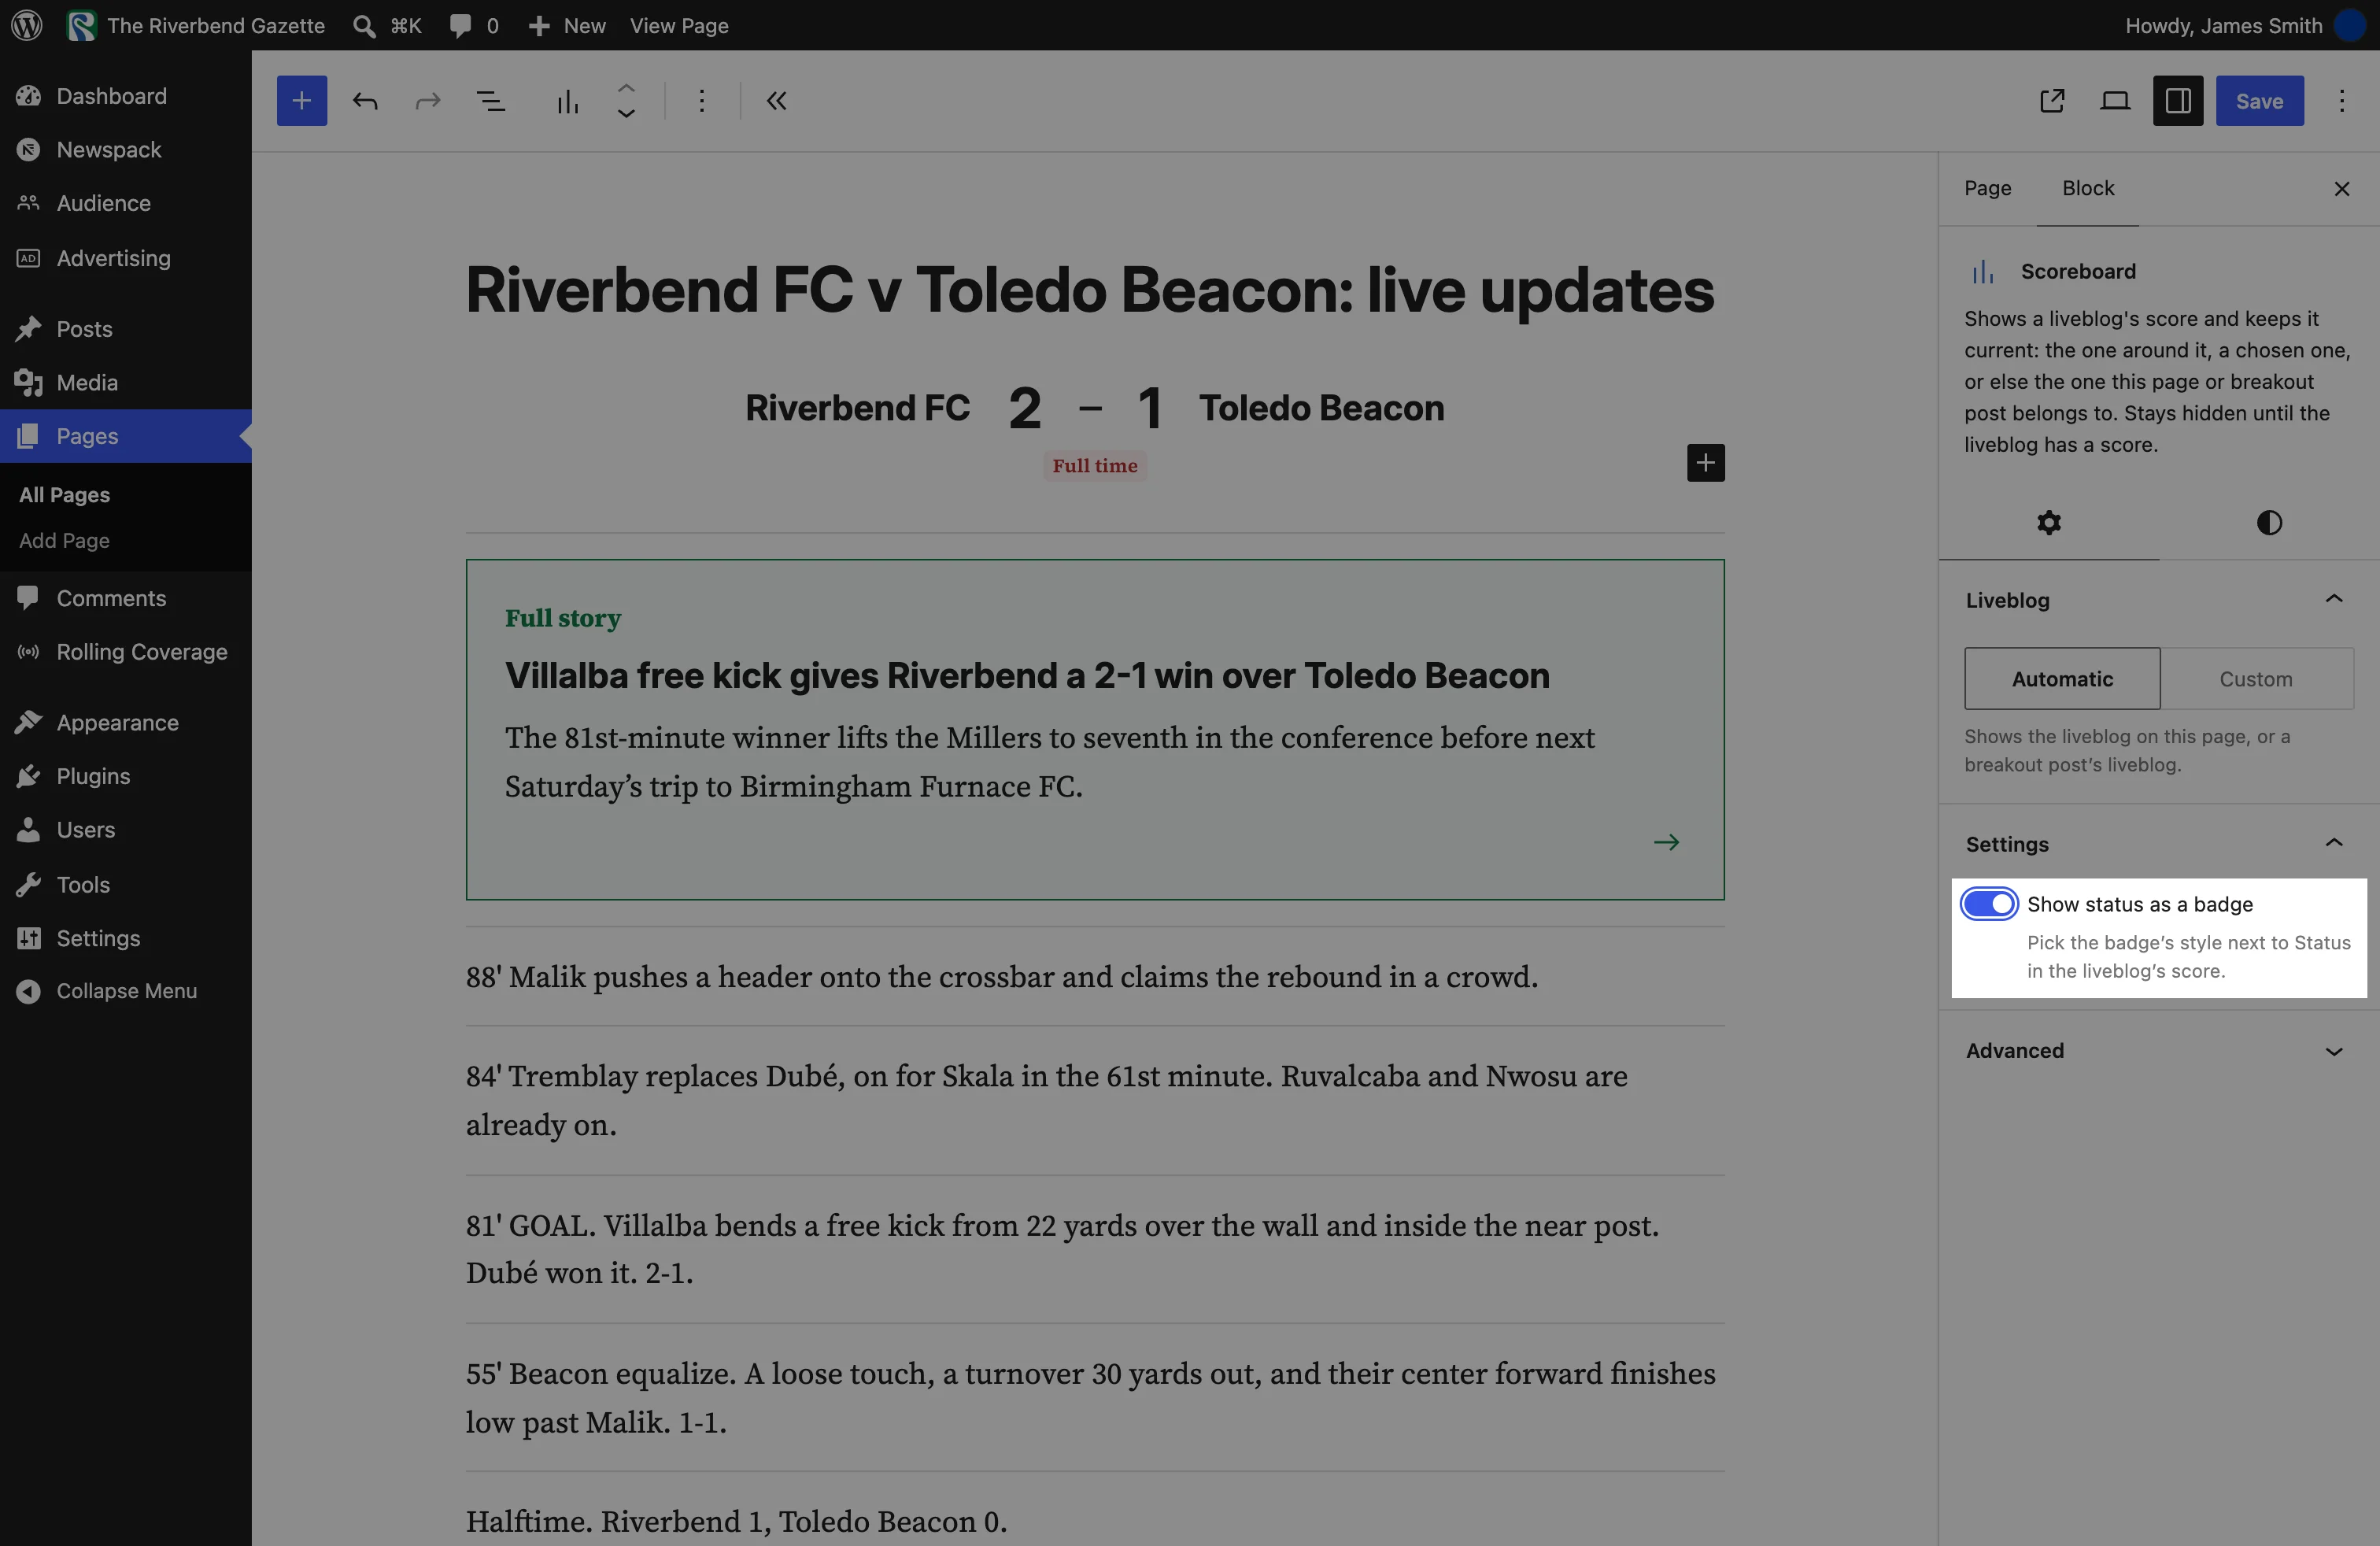 The Riverbend Gazette
⌘K
0
New
View Page
Howdy, James Smith
Dashboard
Newspack
Audience
AD
Advertising
Posts
Media
Pages
All Pages
Add Page
Comments
Rolling Coverage
Appearance
Plugins
Users
Tools
Settings
Collapse Menu
Save
Riverbend FC v Toledo Beacon: live updates
Riverbend FC 2 – 1 Toledo Beacon
Full time
Full story
Villalba free kick gives Riverbend a 2-1 win over Toledo Beacon
The 81st-minute winner lifts the Millers to seventh in the conference before next
Saturday’s trip to Birmingham Furnace FC.
88' Malik pushes a header onto the crossbar and claims the rebound in a crowd.
84' Tremblay replaces Dubé, on for Skala in the 61st minute. Ruvalcaba and Nwosu are
already on.
81' GOAL. Villalba bends a free kick from 22 yards over the wall and inside the near post.
Dubé won it. 2-1.
55' Beacon equalize. A loose touch, a turnover 30 yards out, and their center forward finishes
low past Malik. 1-1.
Halftime. Riverbend 1, Toledo Beacon 0.
Page
Block
Scoreboard
Shows a liveblog's score and keeps it
current: the one around it, a chosen one,
or else the one this page or breakout
post belongs to. Stays hidden until the
liveblog has a score.
Liveblog
Automatic
Custom
Shows the liveblog on this page, or a
breakout post’s liveblog.
Settings
Show status as a badge
Pick the badge’s style next to Status
in the liveblog’s score.
Advanced